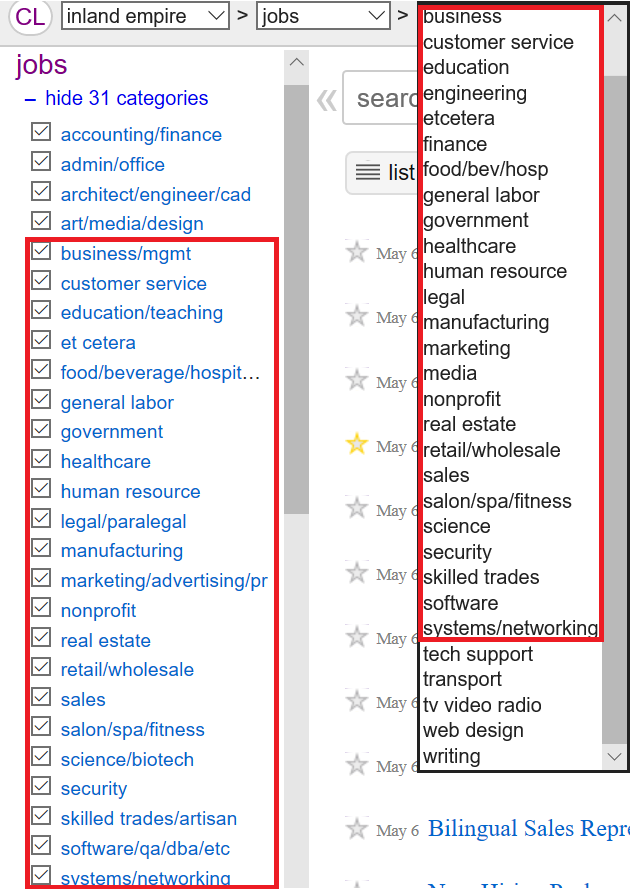 CL inland empire > jobs >
jobs
– hide 31 categories
accounting/finance
admin/office
architect/engineer/cad
art/media/design
business/mgmt
customer service
education/teaching
et cetera
food/beverage/hospit…
general labor
government
healthcare
human resource
legal/paralegal
manufacturing
marketing/advertising/pr
nonprofit
real estate
retail/wholesale
sales
salon/spa/fitness
science/biotech
security
skilled trades/artisan
software/qa/dba/etc
systems/networking
«
list
May 6
May 6
May 6
May 6
May 6
May 6
May 6
May 6
May 6
May 6 Bilingual Sales
business
customer service
education
engineering
etcetera
finance
food/bev/hosp
general labor
government
healthcare
human resource
legal
manufacturing
marketing
media
nonprofit
real estate
retail/wholesale
sales
salon/spa/fitness
science
security
skilled trades
software
systems/networking
tech support
transport
tv video radio
web design
writing